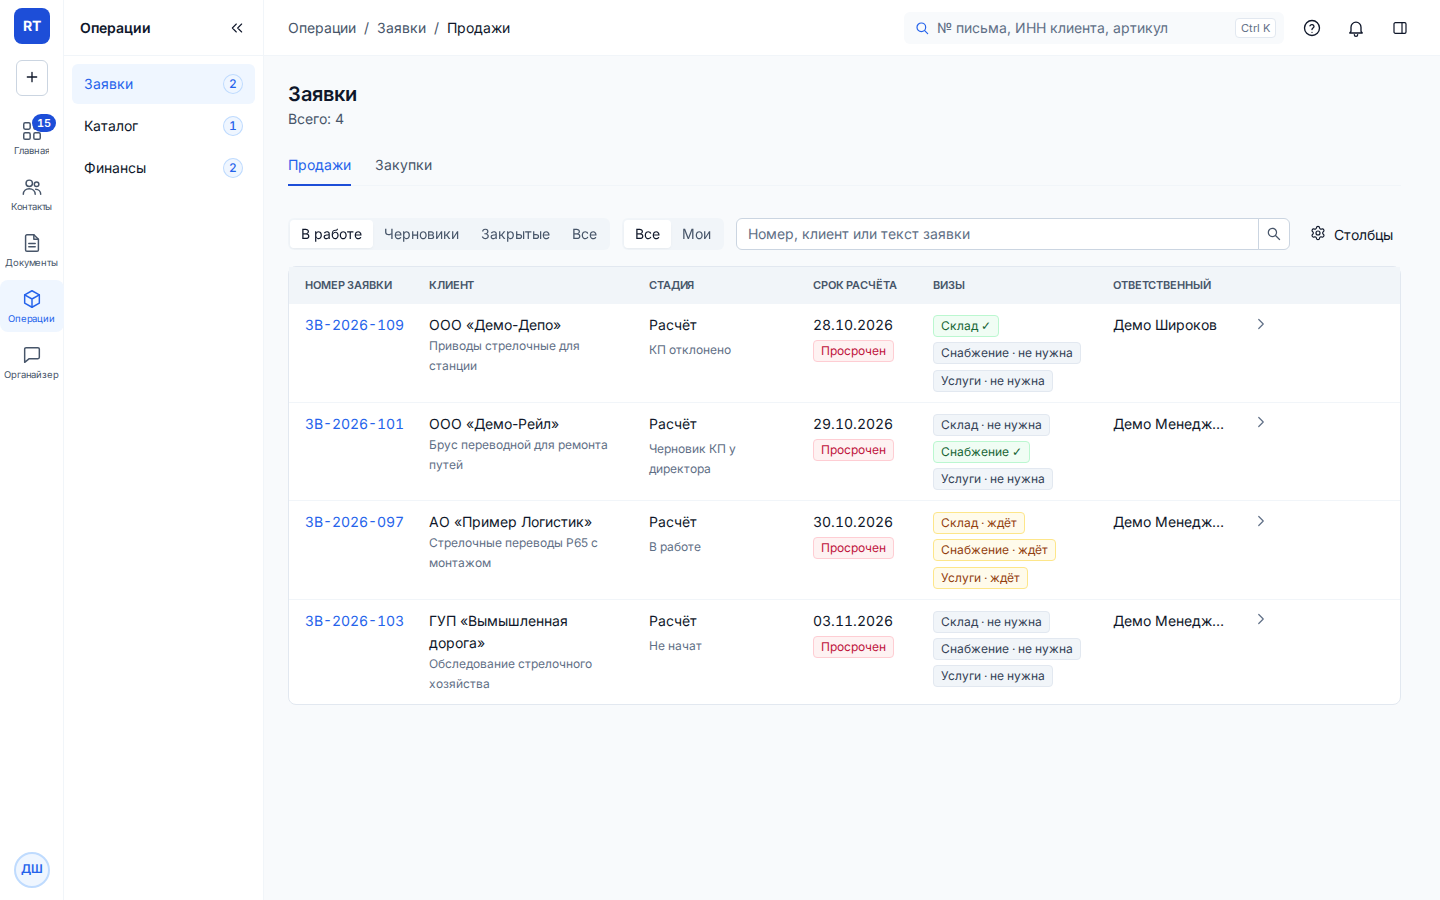 RT
Операции
Операции / Заявки / Продажи
№ письма, ИНН клиента, артикул
Ctrl K
+
15
Главная
Контакты
Документы
Операции
Органайзер
ДШ
Заявки 2
Каталог 1
Финансы 2
Заявки
Всего: 4
Продажи Закупки
В работе Черновики Закрытые Все
Все Мои
Номер, клиент или текст заявки
Столбцы
НОМЕР ЗАЯВКИ КЛИЕНТ СТАДИЯ СРОК РАСЧЁТА ВИЗЫ ОТВЕТСТВЕННЫЙ
ЗВ-2026-109 ООО «Демо-Депо» Расчёт 28.10.2026 Склад ✓ Демо Широков
Приводы стрелочные для КП отклонено Просрочен Снабжение · не нужна
станции Услуги · не нужна
ЗВ-2026-101 ООО «Демо-Рейл» Расчёт 29.10.2026 Склад · не нужна Демо Менедж...
Брус переводной для ремонта Черновик КП у Просрочен Снабжение ✓
путей директора Услуги · не нужна
ЗВ-2026-097 АО «Пример Логистик» Расчёт 30.10.2026 Склад · ждёт Демо Менедж...
Стрелочные переводы Р65 с В работе Просрочен Снабжение · ждёт
монтажом Услуги · ждёт
ЗВ-2026-103 ГУП «Вымышленная Расчёт 03.11.2026 Склад · не нужна Демо Менедж...
дорога» Не начат Просрочен Снабжение · не нужна
Обследование стрелочного Услуги · не нужна
хозяйства